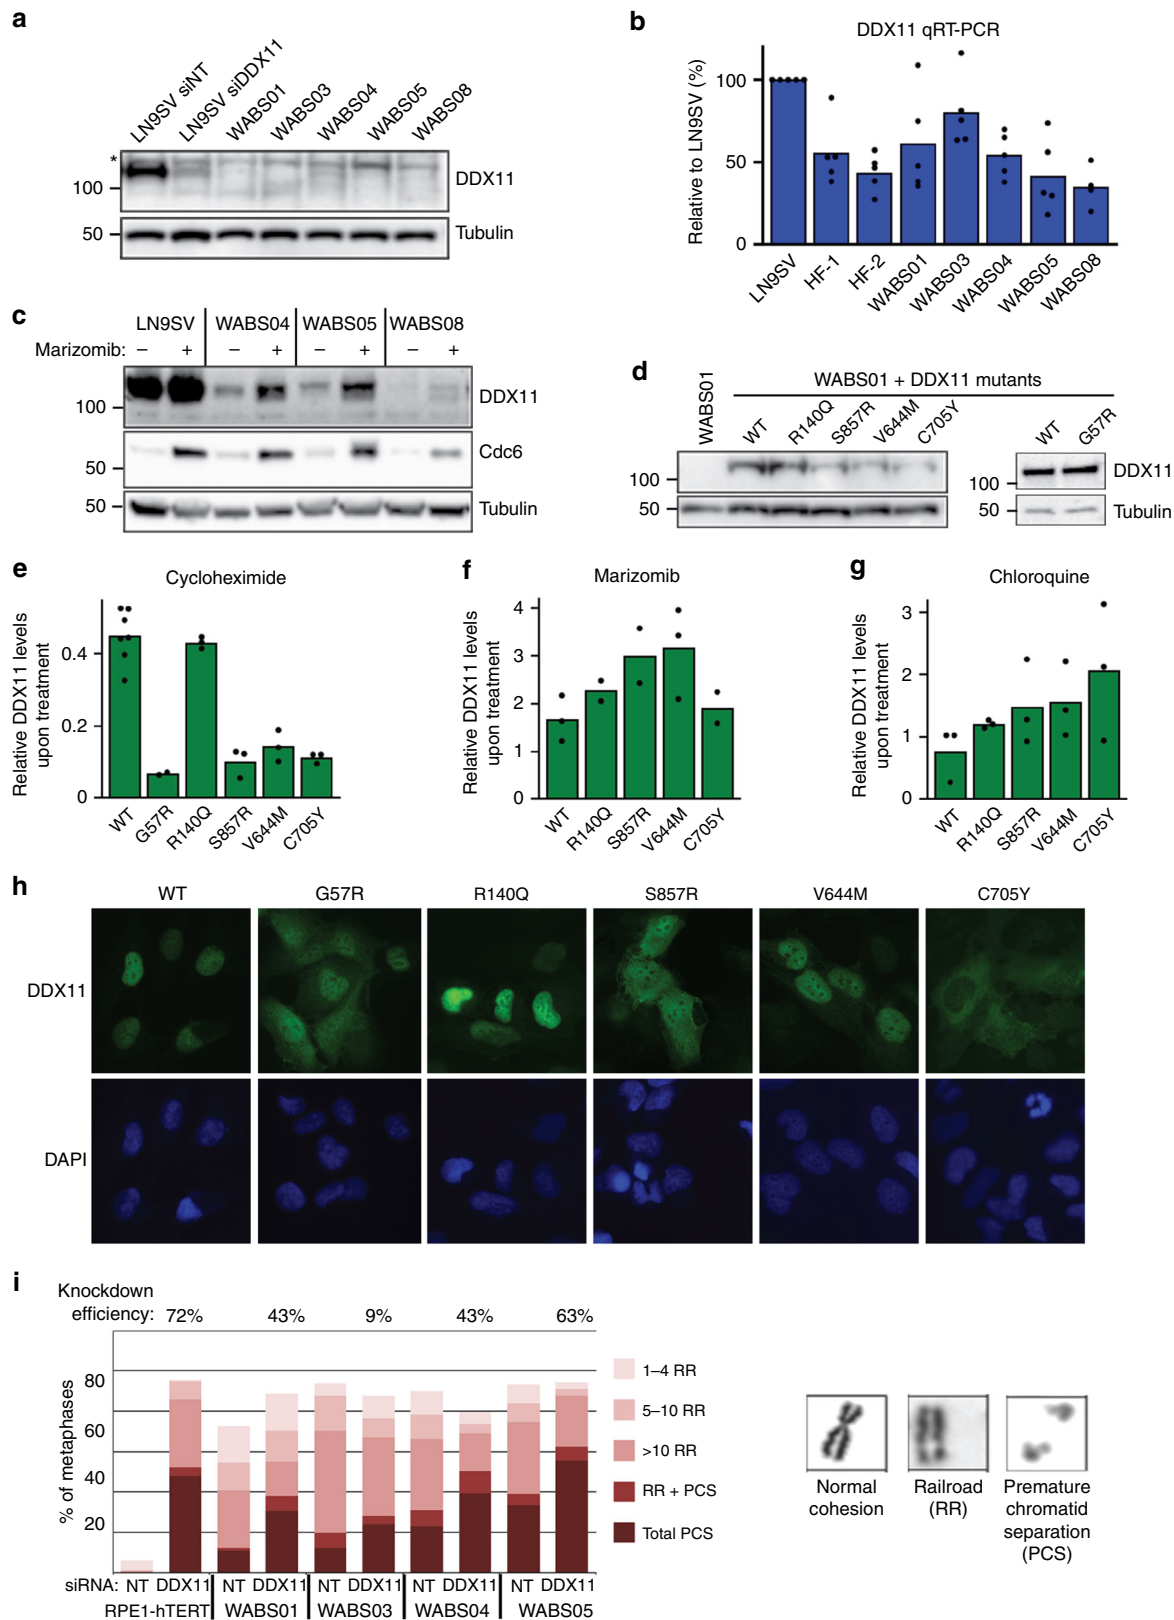 a
LN9SV siNT
LN9SV siDDX11
WABS01
WABS03
WABS04
WABS05
WABS08
*
100
DDX11
50
Tubulin
b
DDX11 qRT-PCR
Relative to LN9SV (%)
100
50
0
LN9SV
HF-1
HF-2
WABS01
WABS03
WABS04
WABS05
WABS08
c
LN9SV WABS04 WABS05 WABS08
Marizomib: – + – + – + – +
100
DDX11
50
Cdc6
50
Tubulin
d
WABS01
WABS01 + DDX11 mutants
WT
R140Q
S857R
V644M
C705Y
WT
G57R
100
50
100
50
DDX11
Tubulin
e
Cycloheximide
Relative DDX11 levels
upon treatment
0.4
0.2
0
WT
G57R
R140Q
S857R
V644M
C705Y
f
Marizomib
Relative DDX11 levels
upon treatment
4
3
2
1
0
WT
R140Q
S857R
V644M
C705Y
g
Chloroquine
Relative DDX11 levels
upon treatment
3
2
1
0
WT
R140Q
S857R
V644M
C705Y
h
WT G57R R140Q S857R V644M C705Y
DDX11
DAPI
i
Knockdown
efficiency: 72% 43% 9% 43% 63%
% of metaphases
80
60
40
20
siRNA: NT DDX11 NT DDX11 NT DDX11 NT DDX11 NT DDX11
RPE1-hTERT WABS01 WABS03 WABS04 WABS05
1–4 RR
5–10 RR
>10 RR
RR + PCS
Total PCS
Normal
cohesion
Railroad
(RR)
Premature
chromatid
separation
(PCS)